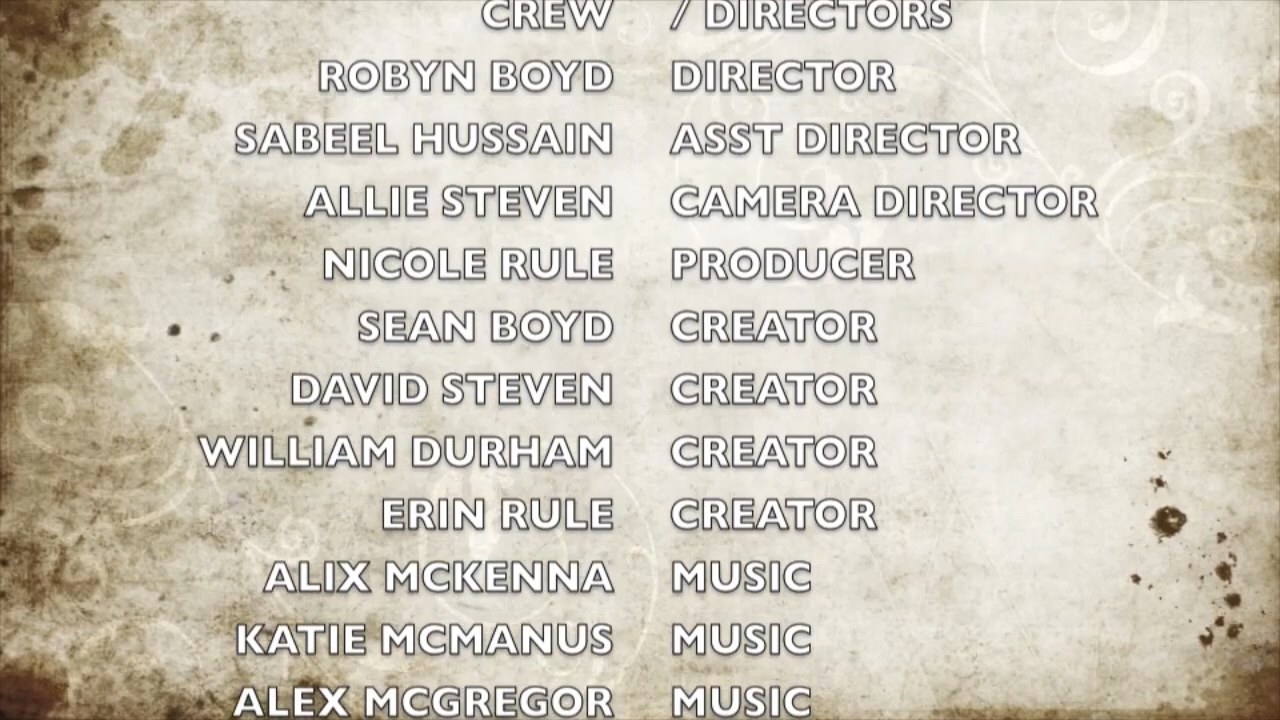 CREW / DIRECTORS
ROBYN BOYD DIRECTOR
SABEEL HUSSAIN ASST DIRECTOR
ALLIE STEVEN CAMERA DIRECTOR
NICOLE RULE PRODUCER
SEAN BOYD CREATOR
DAVID STEVEN CREATOR
WILLIAM DURHAM CREATOR
ERIN RULE CREATOR
ALIX MCKENNA MUSIC
KATIE MCMANUS MUSIC
ALEX MCGREGOR MUSIC